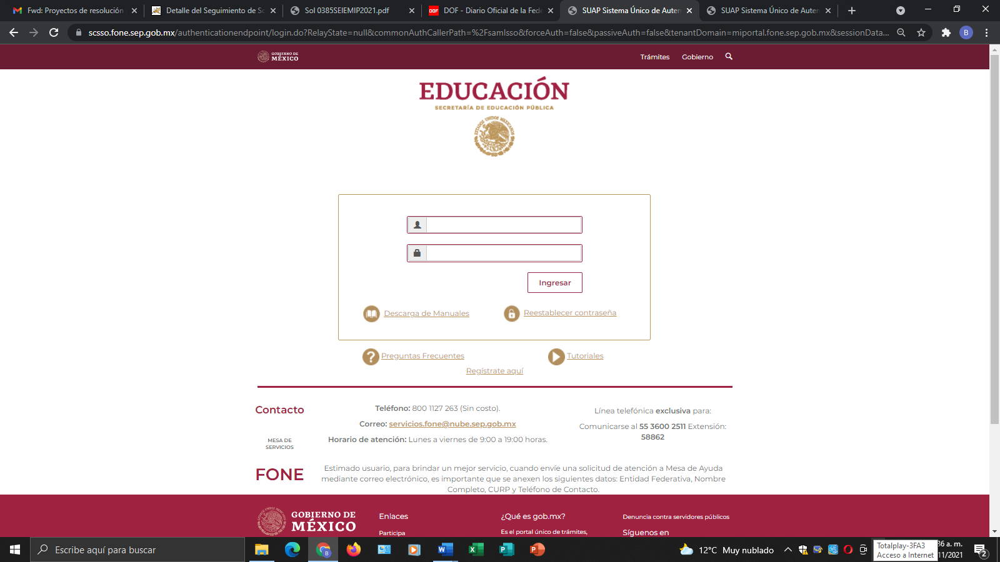 Fwd: Proyectos de resolución
Detalle del Seguimiento de So
Sol 0385SEIEMIP2021.pdf
DOF - Diario Oficial de la Fede
SUAP Sistema Único de Auten
SUAP Sistema Único de Auten
scsso.fone.sep.gob.mx/authenticationendpoint/login.do?RelayState=null&commonAuthCallerPath=%2Fsamlsso&forceAuth=false&passiveAuth=false&tenantDomain=miportal.fone.sep.gob.mx&sessionData...
B
GOBIERNO DE
MÉXICO
Trámites
Gobierno
EDUCACIÓN
SECRETARÍA DE EDUCACIÓN PÚBLICA
ESTADOS UNIDOS MEXICANOS
Ingresar
Descarga de Manuales
Reestablecer contraseña
Preguntas Frecuentes
Tutoriales
Regístrate aquí
Contacto
MESA DE
SERVICIOS
FONE
Teléfono: 800 1127 263 (Sin costo).
Correo: servicios.fone@nube.sep.gob.mx
Horario de atención: Lunes a viernes de 9:00 a 19:00 horas.
Línea telefónica exclusiva para:
Comunicarse al 55 3600 2511 Extensión:
58862
Estimado usuario, para brindar un mejor servicio, cuando envíe una solicitud de atención a Mesa de Ayuda
mediante correo electrónico, es importante que se anexen los siguientes datos: Entidad Federativa, Nombre
Completo, CURP y Teléfono de Contacto.
GOBIERNO DE
MÉXICO
Enlaces
Participa
¿Qué es gob.mx?
Es el portal único de trámites,
Denuncia contra servidores públicos
Síguenos en
Escribe aquí para buscar
12°C Muy nublado
Totalplay-3FA3
Acceso a Internet
36 a. m.
11/2021
2